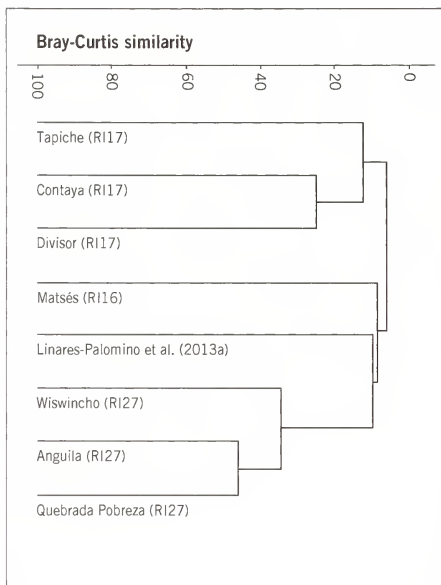 Bray-Curtis similarity
100 80 60 40 20 0
Tapiche (RI17)
Contaya (RI17)
Divisor (RI17)
Matsés (RI16)
Linares-Palomino et al. (2013a)
Wiswincho (RI27)
Anguila (RI27)
Quebrada Pobreza (RI27)